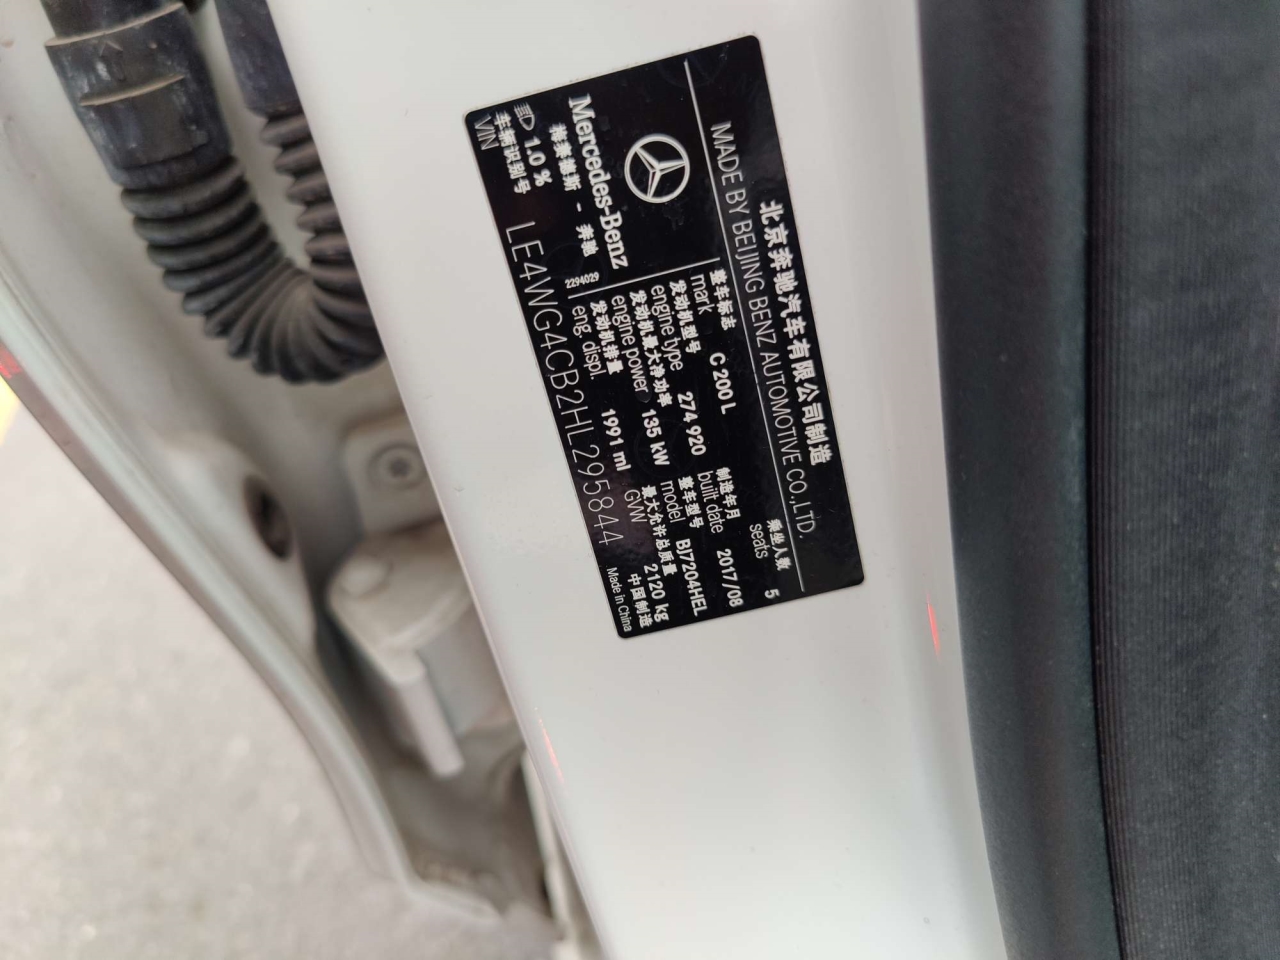 北京奔驰汽车有限公司制造
MADE BY BEIJING BENZ AUTOMOTIVE CO.,LTD.
Mercedes-Benz
梅赛德斯 - 奔驰
2294029
1.0 %
整车标志
mark C 200 L
发动机型号
engine type 274 920
发动机最大净功率
engine power 135 kW
发动机排量
eng. displ. 1991 ml
乘坐人数
seats 5
制造年月
built date 2017/08
整车型号
model BJ7204HEL
最大允许总质量
GVW 2120 kg
中国制造
Made in China
车辆识别号
VIN LE4WG4CB2HL295844